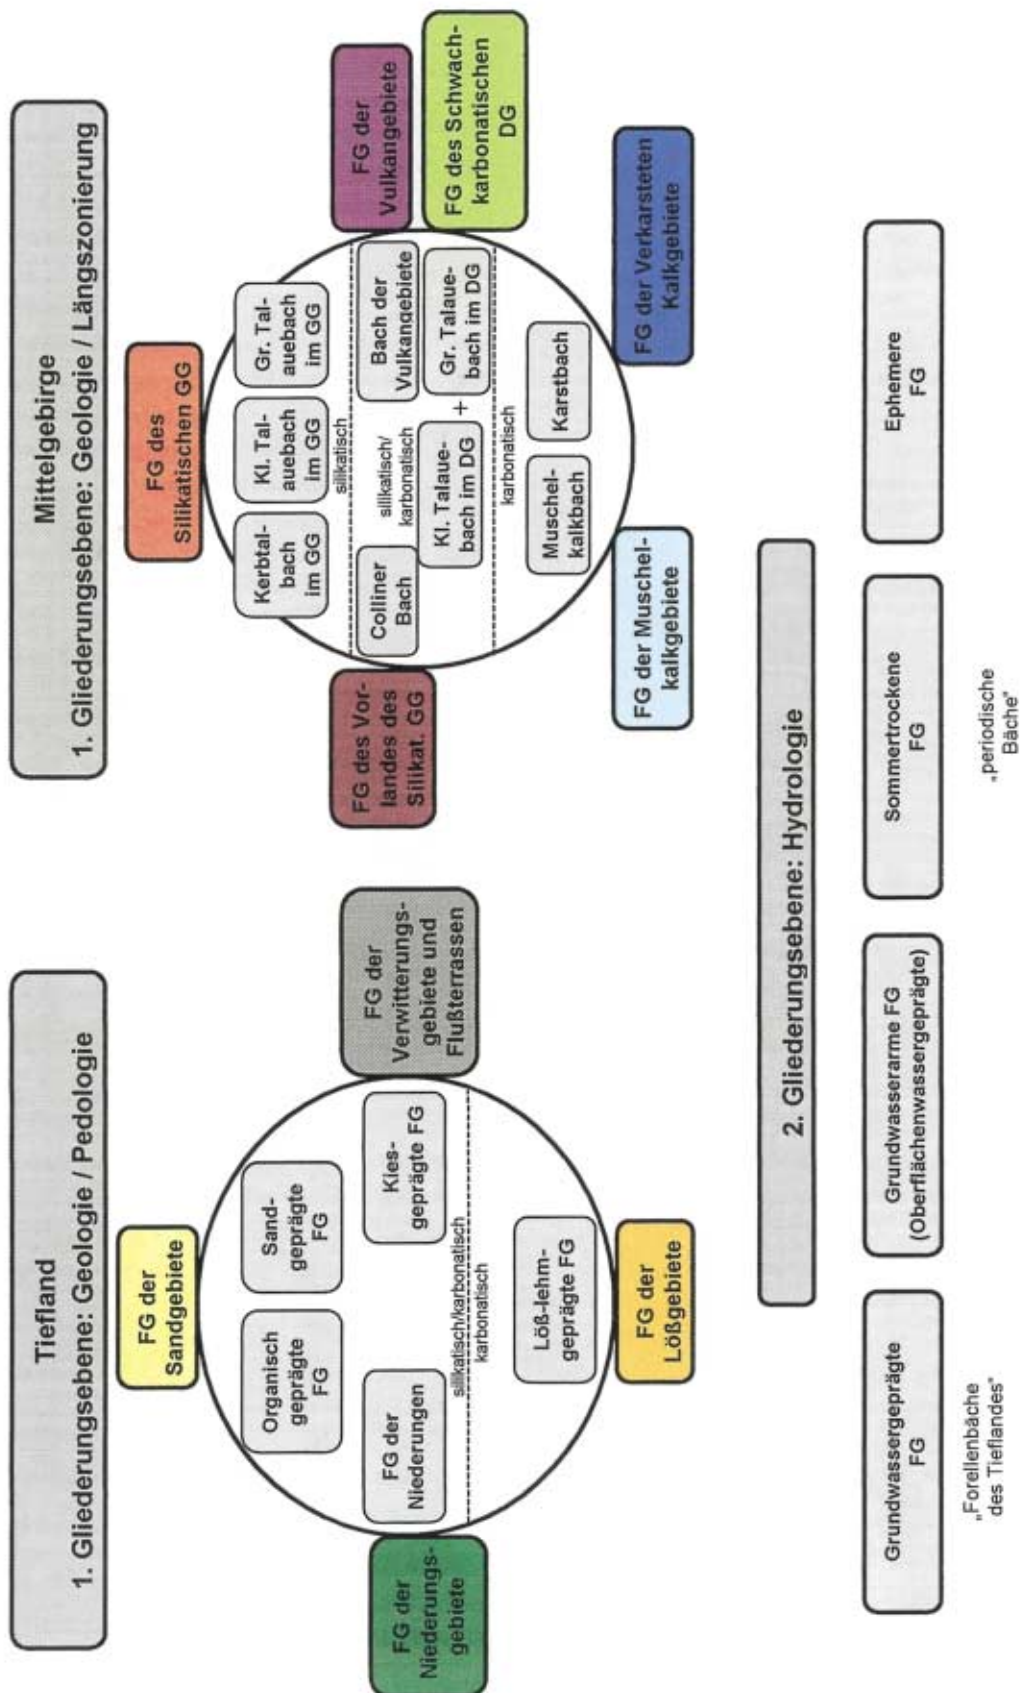 Tiefland
1. Gliederungsebene: Geologie / Pedologie
FG der
Sandgebiete
Organisch
geprägte
FG
Sand-
geprägte
FG
FG der
Niederungs-
gebiete
FG der
Niederungen
Kies-
geprägte FG
FG der
Verwitterungs-
gebiete und
Flußterrassen
silikatisch/karbonatisch
karbonatisch
Löß-lehm-
geprägte FG
FG der
Lößgebiete
Mittelgebirge
1. Gliederungsebene: Geologie / Längszonierung
FG des
Silikatischen GG
Kerbtal-
bach
im GG
Kl. Tal-
auebach
im GG
Gr. Tal-
auebach
im GG
silikatisch
FG des Vor-
landes des
Silikat. GG
Colliner
Bach
silikatisch/
karbonatisch
Bach der
Vulkangebiete
FG der
Vulkangebiete
Kl. Talaue-
bach im DG
+
Gr. Talaue-
bach im DG
FG des Schwach-
karbonatischen
DG
karbonatisch
Muschel-
kalkbach
Karstbach
FG der Muschel-
kalkgebiete
FG der Verkarsteten
Kalkgebiete
2. Gliederungsebene: Hydrologie
Grundwassergeprägte
FG
„Forellenbäche
des Tieflandes"
Grundwasserarme FG
(Oberflächenwassergeprägte)
Sommertrockene
FG
„periodische
Bäche"
Ephemere
FG